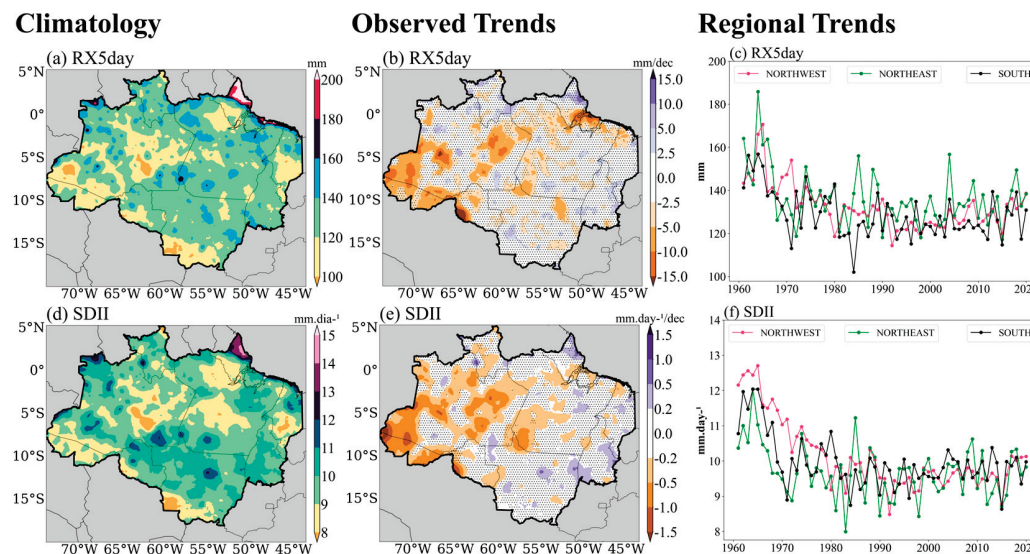 Climatology Observed Trends Regional Trends
(a) RX5day mm (b) RX5day mm/dec (c) RX5day
5°N
0°
5°S
10°S
15°S
70°W 65°W 60°W 55°W 50°W 45°W
200
180
160
140
120
100
5°N
0°
5°S
10°S
15°S
70°W 65°W 60°W 55°W 50°W 45°W
15.0
10.0
5.0
2.5
0.0
-2.5
-5.0
-10.0
-15.0
NORTHWEST NORTHEAST SOUTH
mm
200
180
160
140
120
100
1960 1970 1980 1990 2000 2010 202
(d) SDII mm.dia⁻¹ (e) SDII mm.day⁻¹/dec (f) SDII
5°N
0°
5°S
10°S
15°S
70°W 65°W 60°W 55°W 50°W 45°W
15
14
13
12
11
10
9
8
5°N
0°
5°S
10°S
15°S
70°W 65°W 60°W 55°W 50°W 45°W
1.5
1.0
0.5
0.2
0.0
-0.2
-0.5
-1.0
-1.5
NORTHWEST NORTHEAST SOUTH
mm.day⁻¹
14
13
12
11
10
9
8
1960 1970 1980 1990 2000 2010 202